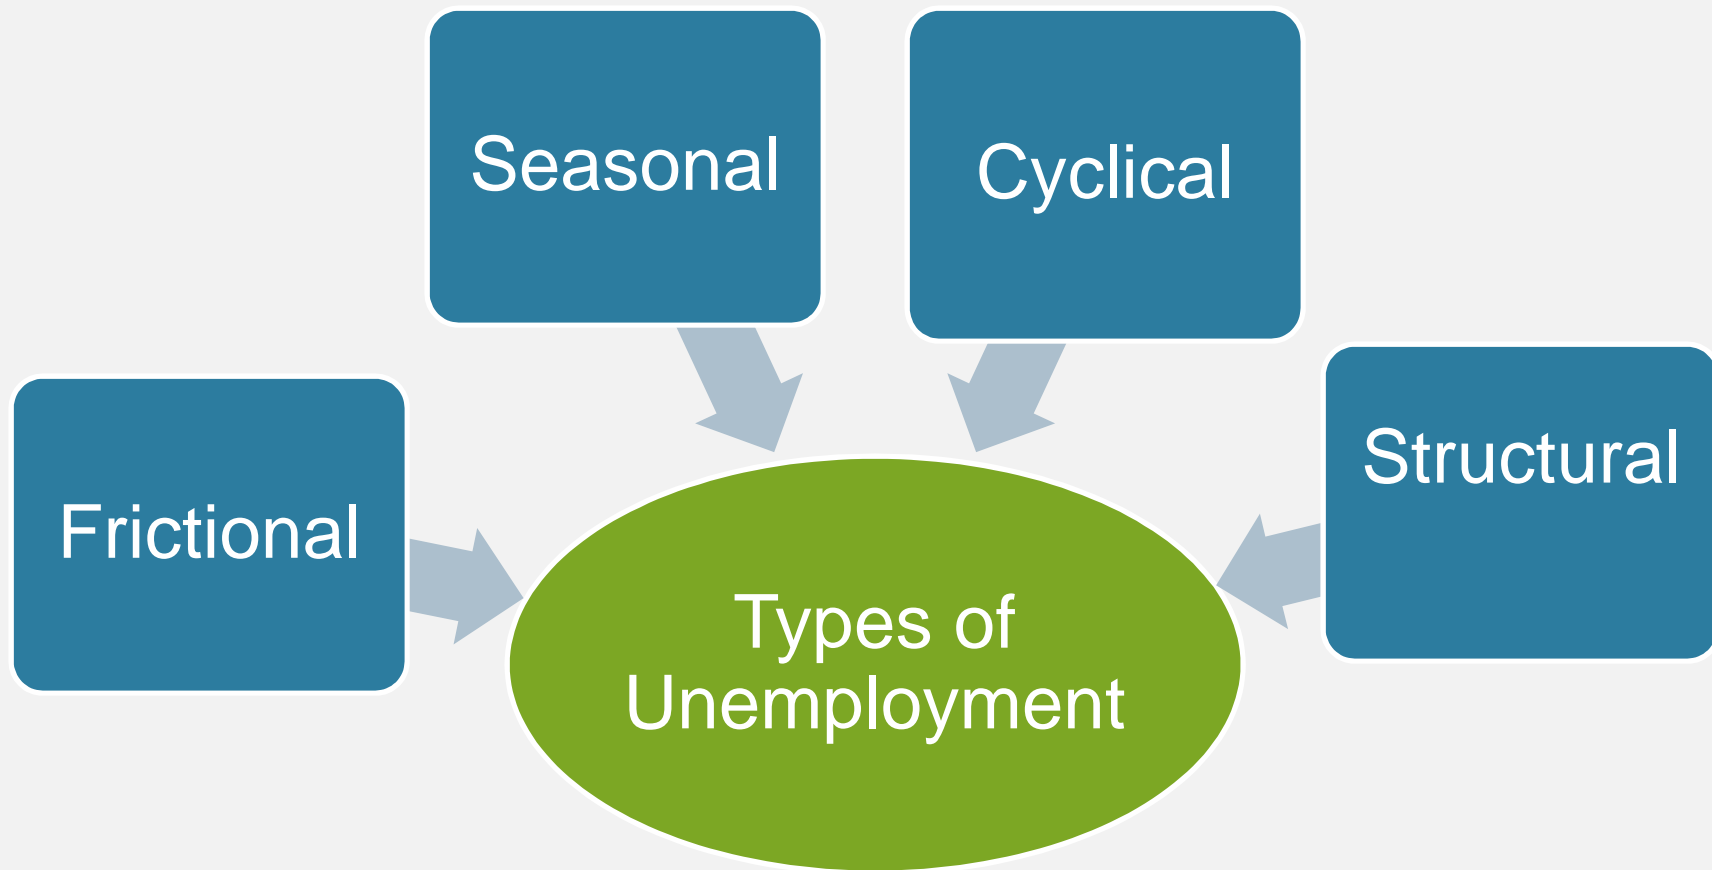 Seasonal
Cyclical
Frictional
Structural
Types of
Unemployment